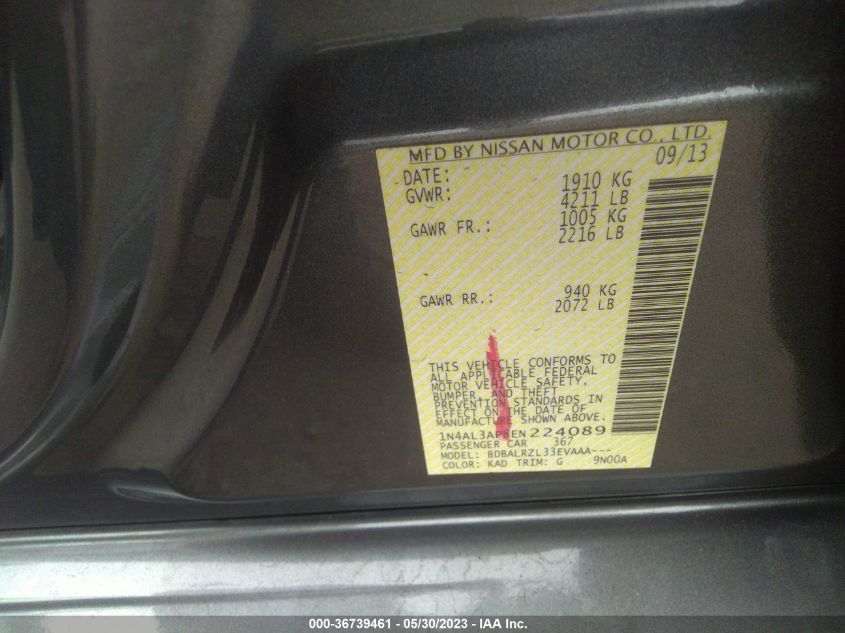 MFD BY NISSAN MOTOR CO., LTD.
DATE: 09/13
GVWR: 1910 KG
4211 LB
GAWR FR.: 1005 KG
2216 LB
GAWR RR.: 940 KG
2072 LB
THIS VEHICLE CONFORMS TO
ALL APPLICABLE FEDERAL
MOTOR VEHICLE SAFETY,
BUMPER, AND THEFT
PREVENTION STANDARDS IN
EFFECT ON THE DATE OF
MANUFACTURE SHOWN ABOVE.
1N4AL3AP8EN224089
PASSENGER CAR 367
MODEL: BDBALRZL33EVAAA---
COLOR: KAD TRIM: G 9N00A
000-36739461 - 05/30/2023 - IAA Inc.